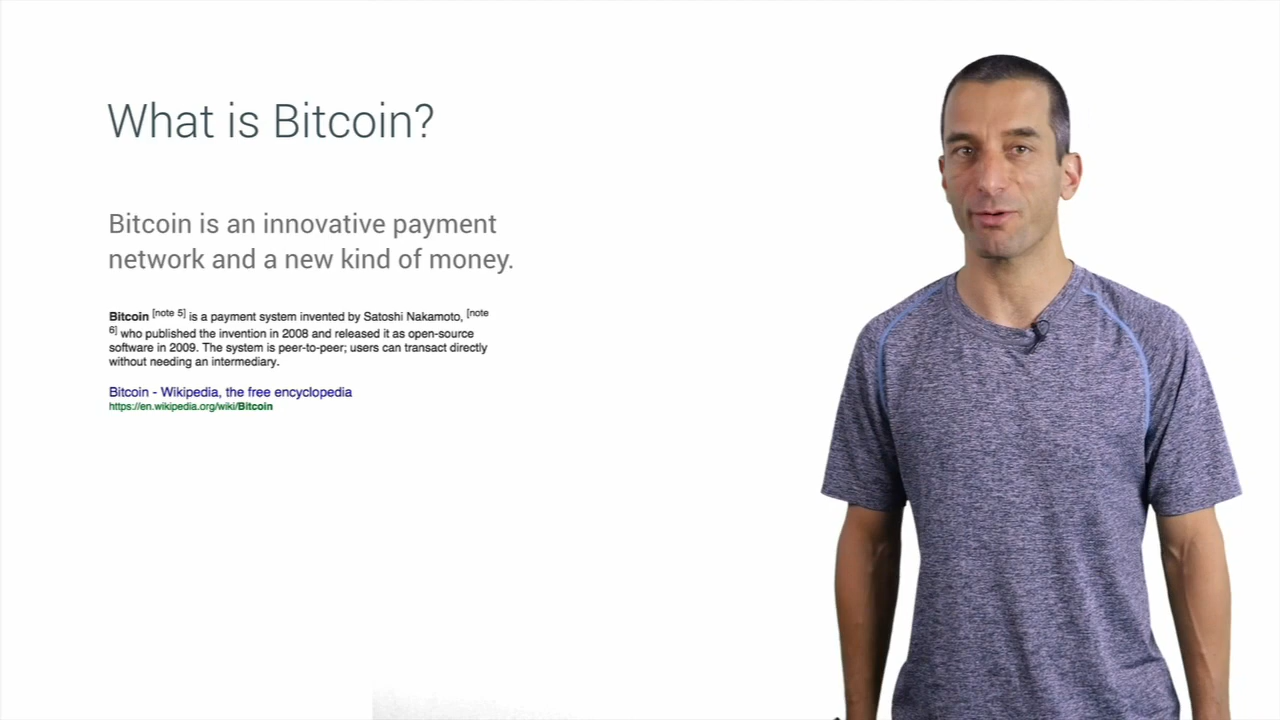 What is Bitcoin?
Bitcoin is an innovative payment
network and a new kind of money.
Bitcoin [note 5] is a payment system invented by Satoshi Nakamoto, [note
6] who published the invention in 2008 and released it as open-source
software in 2009. The system is peer-to-peer; users can transact directly
without needing an intermediary.
Bitcoin - Wikipedia, the free encyclopedia
https://en.wikipedia.org/wiki/Bitcoin